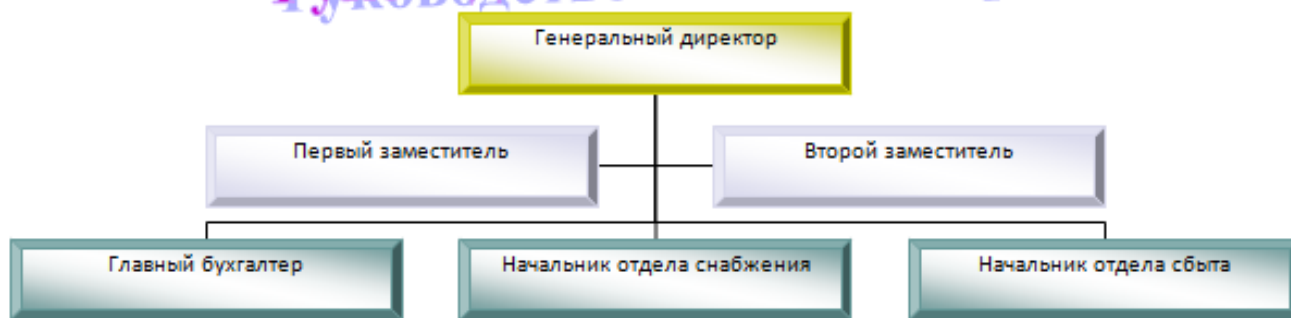 Генеральный директор
Первый заместитель
Второй заместитель
Главный бухгалтер
Начальник отдела снабжения
Начальник отдела сбыта